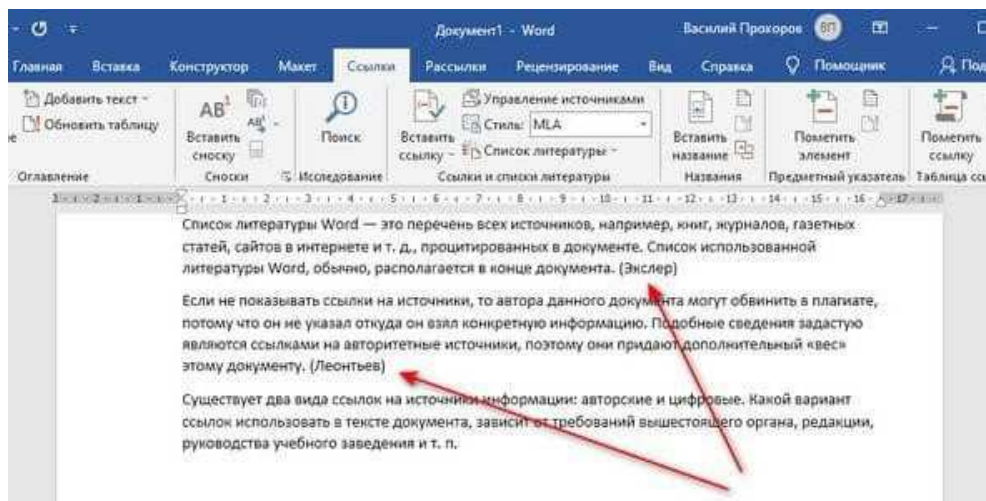 Документ1 - Word
Василий Прохоров
ВП
Главная Вставка Конструктор Макет Ссылки Рассылки Рецензирование Вид Справка Помощник
Добавить текст
Обновить таблицу
Оглавление
AB¹
Вставить сноску
Сноски
Поиск
Исследование
Вставить ссылку
Управление источниками
Стиль: MLA
Список литературы
Ссылки и списки литературы
Вставить название
Названия
Пометить элемент
Предметный указатель
Пометить ссылку
Список литературы Word — это перечень всех источников, например, книг, журналов, газетных
статей, сайтов в интернете и т. д., процитированных в документе. Список использованной
литературы Word, обычно, располагается в конце документа. (Экслер)
Если не показывать ссылки на источники, то автора данного документа могут обвинить в плагиате,
потому что он не указал откуда он взял конкретную информацию. Подобные сведения задастую
являются ссылками на авторитетные источники, поэтому они придают дополнительный «вес»
этому документу. (Леонтьев)
Существует два вида ссылок на источники информации: авторские и цифровые. Какой вариант
ссылок использовать в тексте документа, зависит от требований вышестоящего органа, редакции,
руководства учебного заведения и т. п.